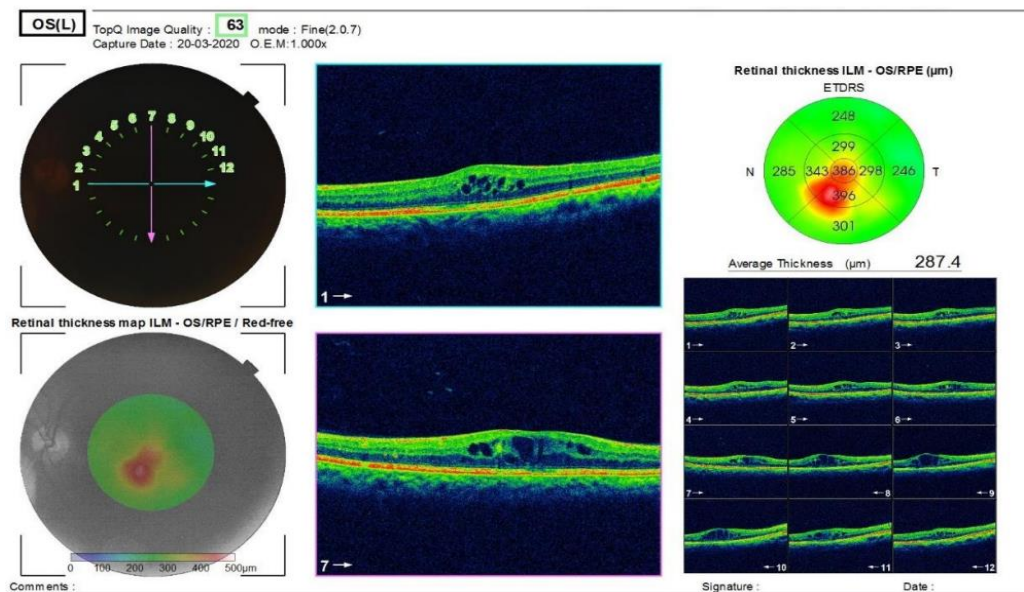 OS(L)
TopQ Image Quality : 63 mode : Fine(2.0.7)
Capture Date : 20-03-2020 O.E.M:1.000x
1
2
3
4
5
6
7
8
9
10
11
12
1→
Retinal thickness ILM - OS/RPE (µm)
ETDRS
248
299
N 285 343 386 298 246 T
396
301
Average Thickness (µm) 287.4
Retinal thickness map ILM - OS/RPE / Red-free
0 100 200 300 400 500µm
7→
1→ 2→ 3→
4→ 5→ 6→
7→ ←8 ←9
←10 ←11 ←12
Comments :
Signature : Date :